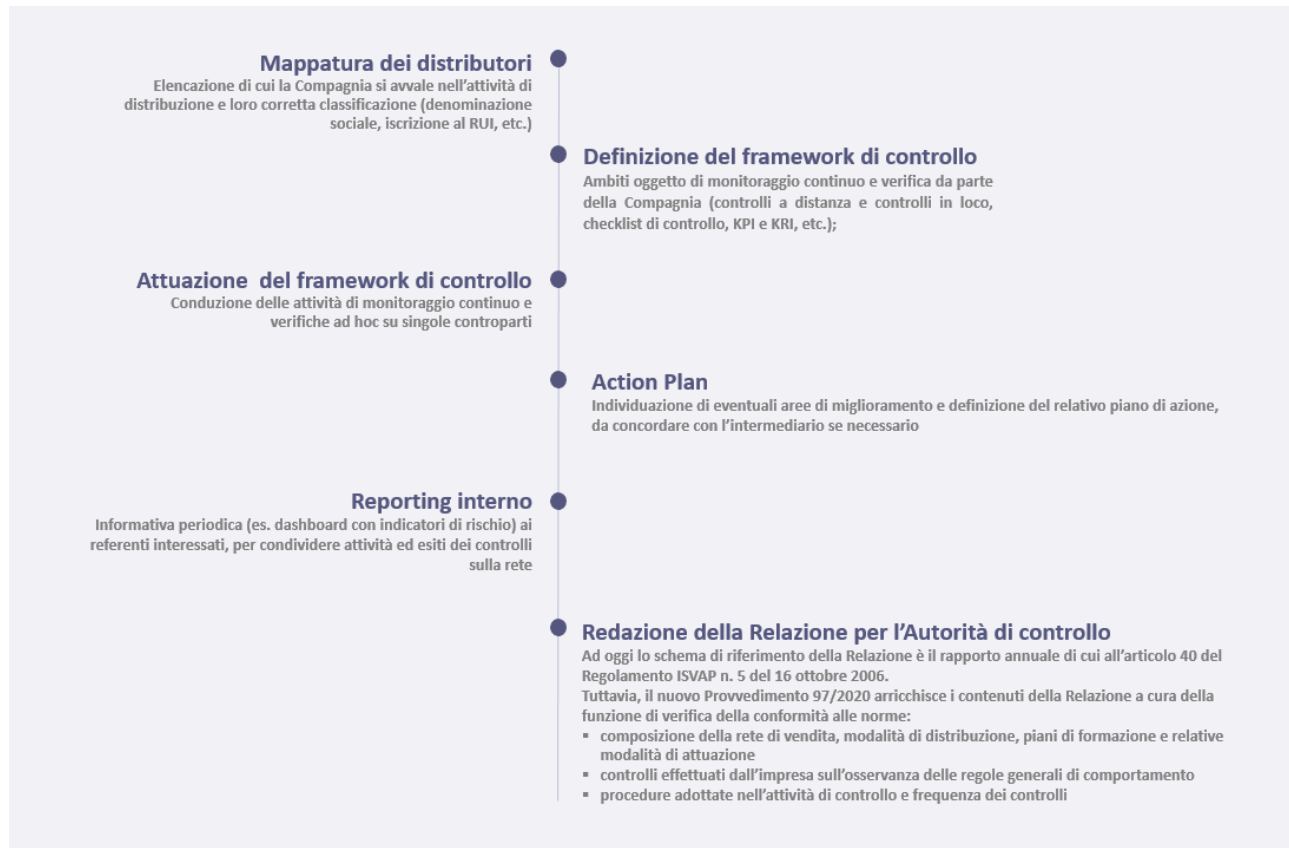 Mappatura dei distributori
Elencazione di cui la Compagnia si avvale nell'attività di
distribuzione e loro corretta classificazione (denominazione
sociale, iscrizione al RUI, etc.)
Definizione del framework di controllo
Ambiti oggetto di monitoraggio continuo e verifica da parte
della Compagnia (controlli a distanza e controlli in loco,
checklist di controllo, KPI e KRI, etc.);
Attuazione  del framework di controllo
Conduzione delle attività di monitoraggio continuo e
verifiche ad hoc su singole controparti
Action Plan
Individuazione di eventuali aree di miglioramento e definizione del relativo piano di azione,
da concordare con l'intermediario se necessario
Reporting interno
Informativa periodica (es. dashboard con indicatori di rischio) ai
referenti interessati, per condividere attività ed esiti dei controlli
sulla rete
Redazione della Relazione per l'Autorità di controllo
Ad oggi lo schema di riferimento della Relazione è il rapporto annuale di cui all'articolo 40 del
Regolamento ISVAP n. 5 del 16 ottobre 2006.
Tuttavia, il nuovo Provvedimento 97/2020 arricchisce i contenuti della Relazione a cura della
funzione di verifica della conformità alle norme:
▪ composizione della rete di vendita, modalità di distribuzione, piani di formazione e relative
modalità di attuazione
▪ controlli effettuati dall'impresa sull'osservanza delle regole generali di comportamento
▪ procedure adottate nell'attività di controllo e frequenza dei controlli